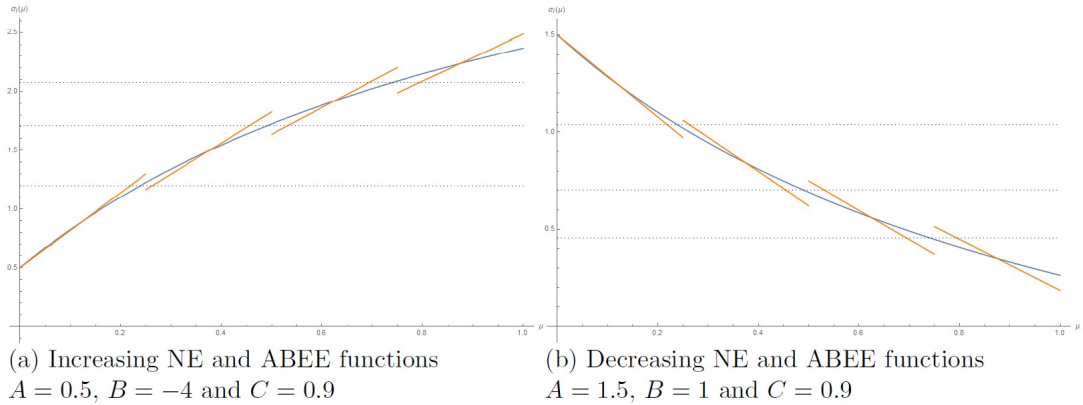 σᵢ(μ)
2.5
2.0
1.5
1.0
0.5
0.2
0.4
0.6
0.8
1.0
μ
(a) Increasing NE and ABEE functions
A = 0.5, B = −4 and C = 0.9
σᵢ(μ)
1.5
1.0
0.5
0.2
0.4
0.6
0.8
1.0
μ
(b) Decreasing NE and ABEE functions
A = 1.5, B = 1 and C = 0.9